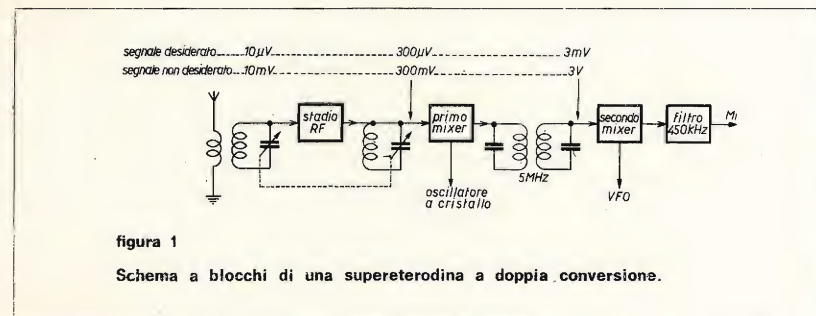 segnale desiderato 10µV 300µV 3mV
segnale non desiderato 10mV 300mV 3V
stadio RF
primo mixer
secondo mixer
filtro 450kHz
MF
5MHz
oscillatore a cristallo
VFO
figura 1
Schema a blocchi di una supereterodina a doppia conversione.